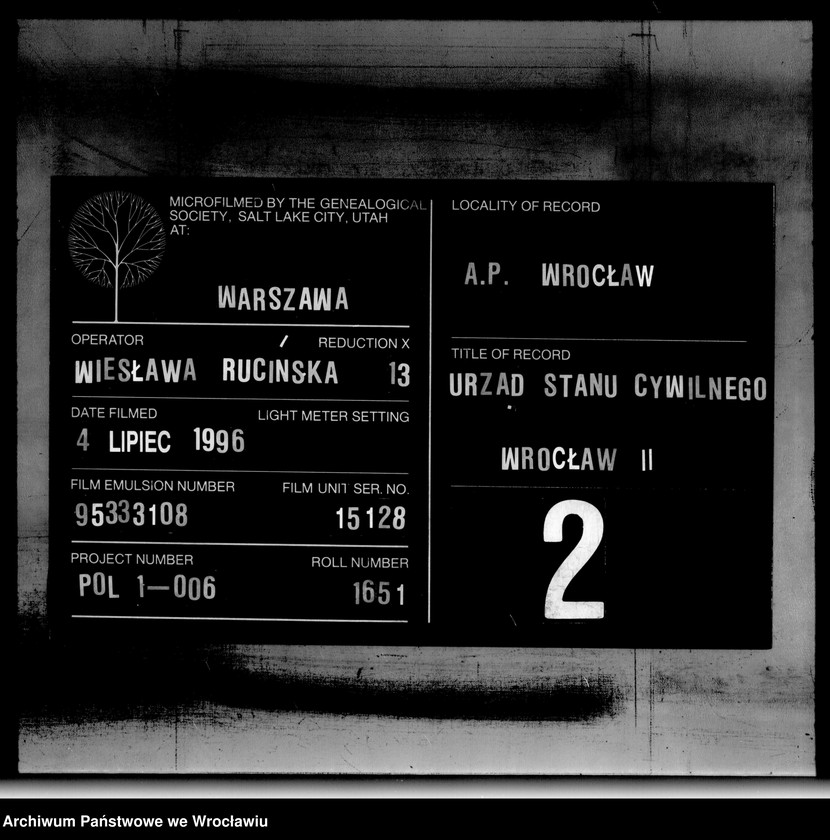 MICROFILMED BY THE GENEALOGICAL
SOCIETY, SALT LAKE CITY, UTAH
AT:
WARSZAWA
OPERATOR REDUCTION X
WIESŁAWA RUCIŃSKA 13
DATE FILMED LIGHT METER SETTING
4 LIPIEC 1996
FILM EMULSION NUMBER FILM UNIT SER. NO.
95333108 15128
PROJECT NUMBER ROLL NUMBER
POL 1—006 1651
LOCALITY OF RECORD
A.P. WROCŁAW
TITLE OF RECORD
URZĄD STANU CYWILNEGO
WROCŁAW II
2
Archiwum Państwowe we Wrocławiu